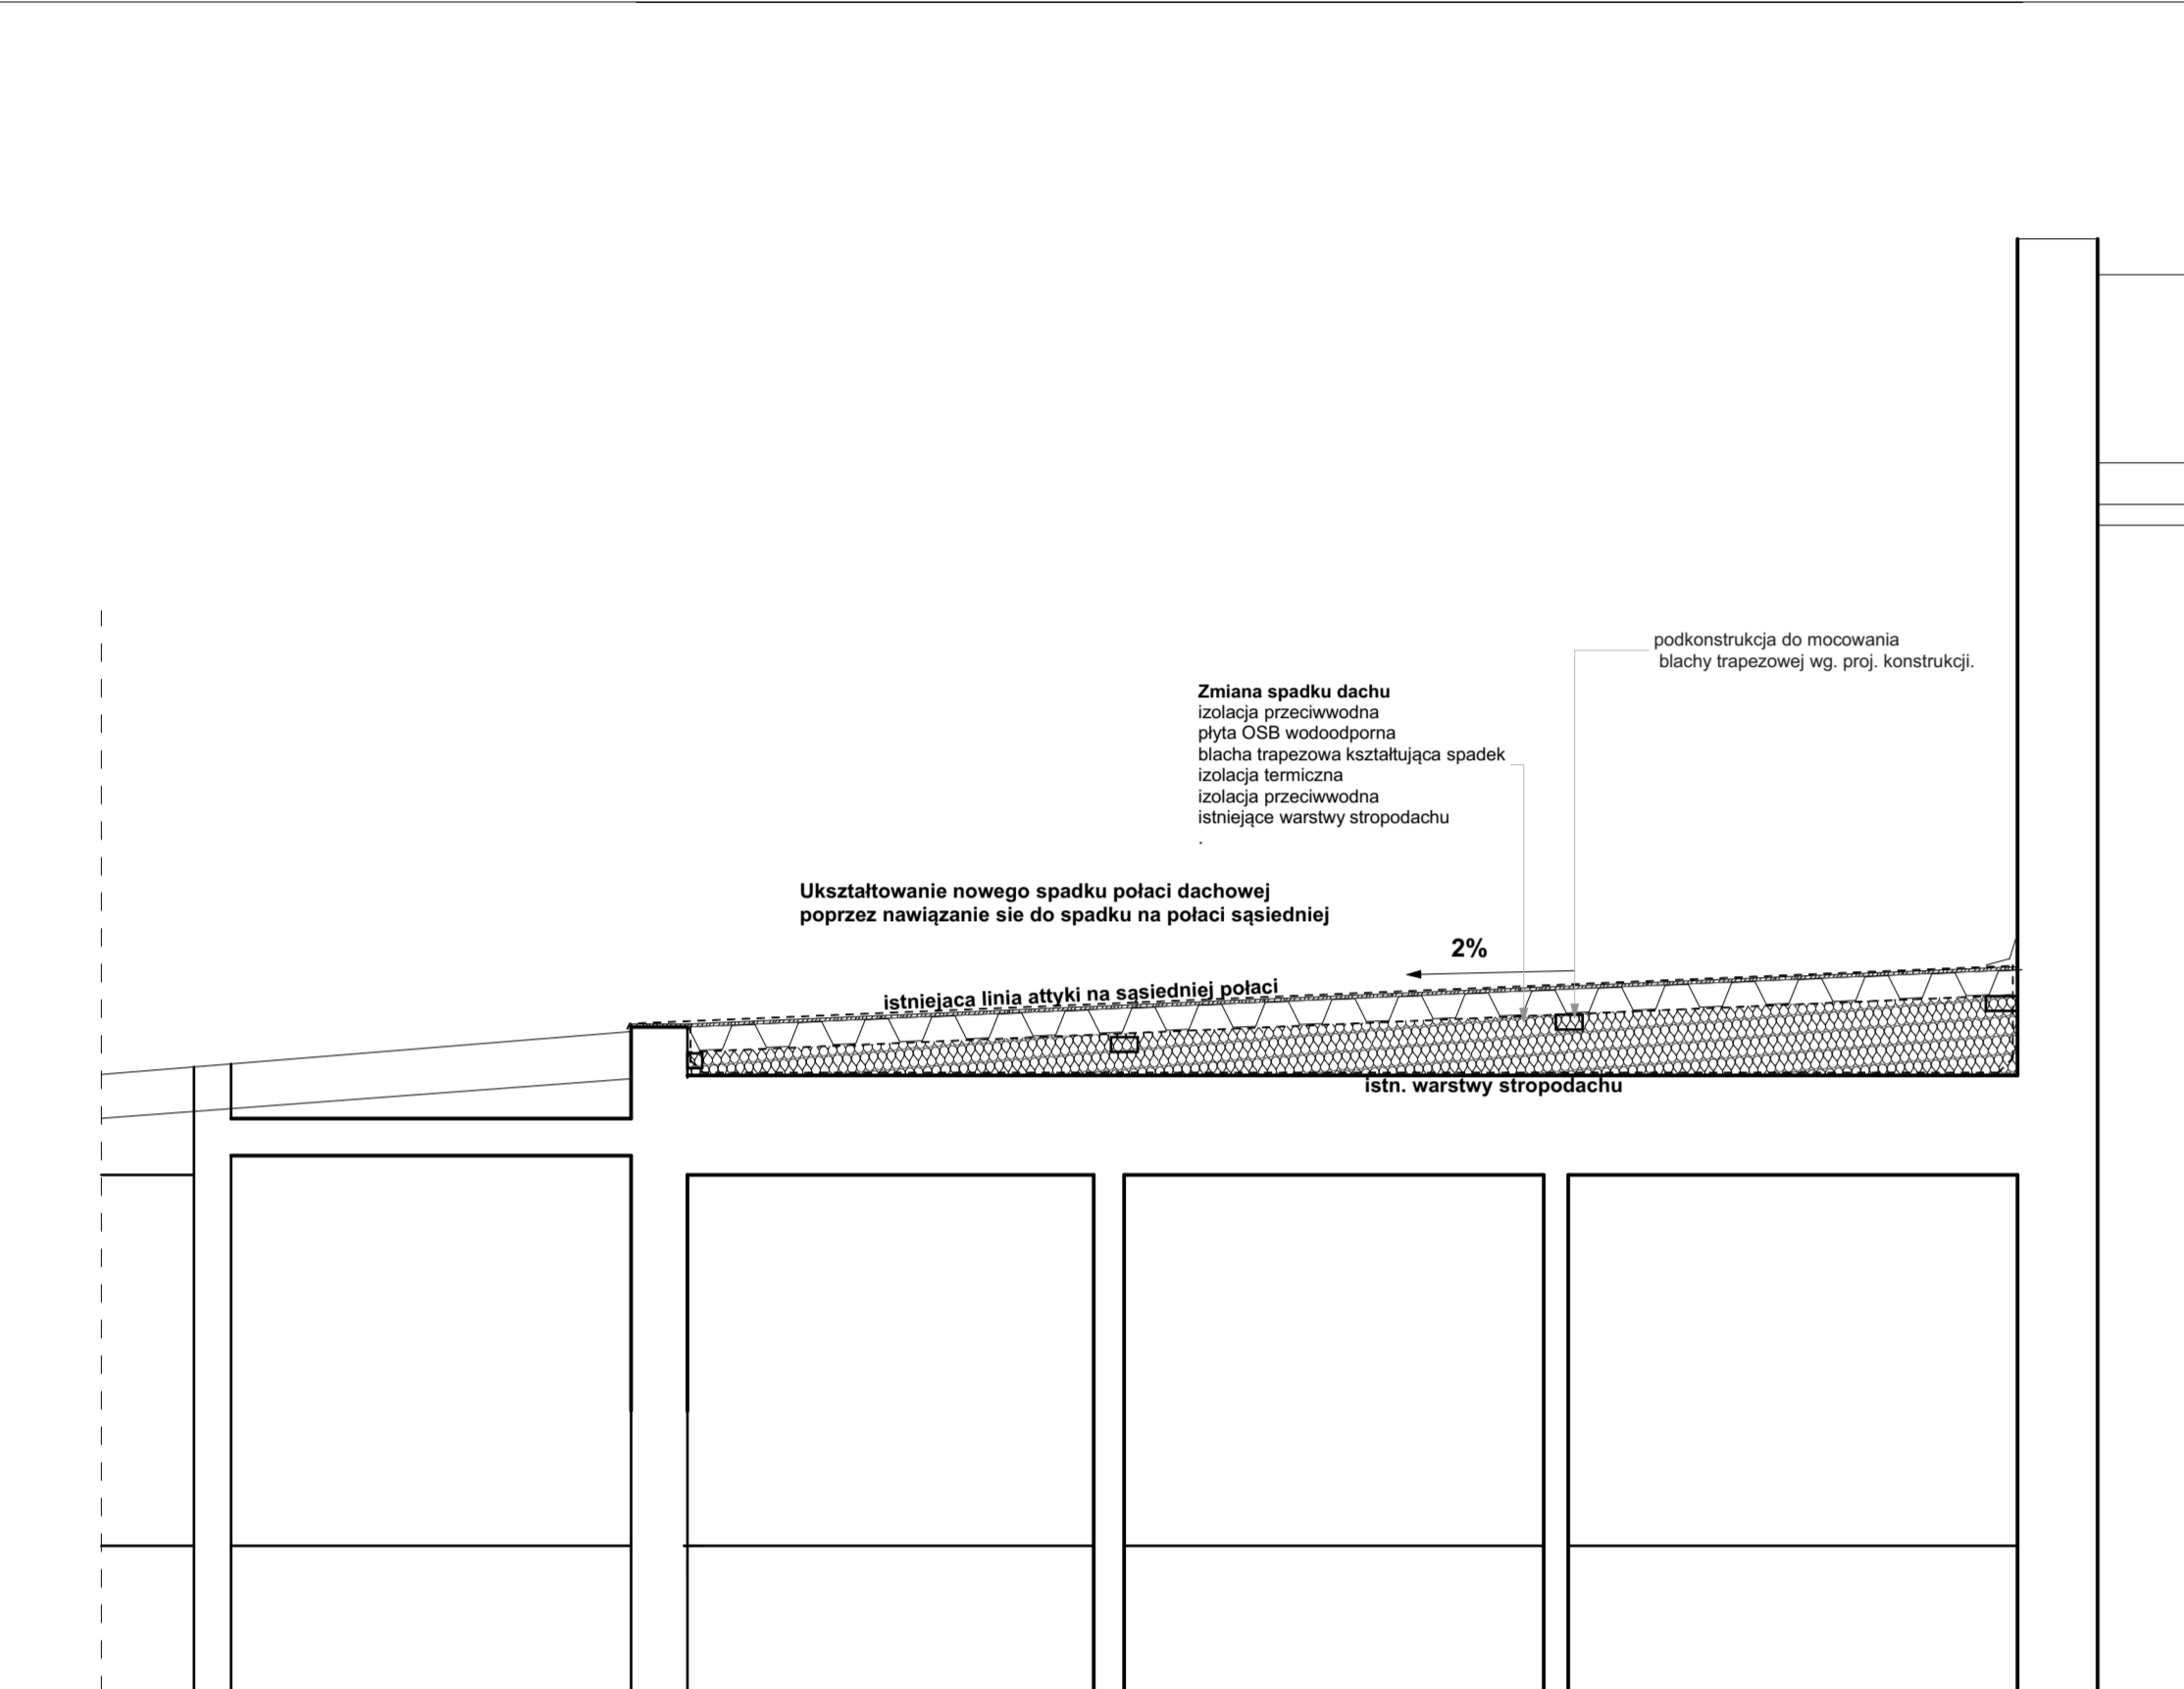 podkonstrukcja do mocowania
blachy trapezowej wg. proj. konstrukcji.
Zmiana spadku dachu
izolacja przeciwwodna
płyta OSB wodoodporna
blacha trapezowa kształtująca spadek
izolacja termiczna
izolacja przeciwwodna
istniejące warstwy stropodachu
.
Ukształtowanie nowego spadku połaci dachowej
poprzez nawiązanie sie do spadku na połaci sąsiedniej
2%
istniejaca linia attyki na sąsiedniej połaci
istn. warstwy stropodachu